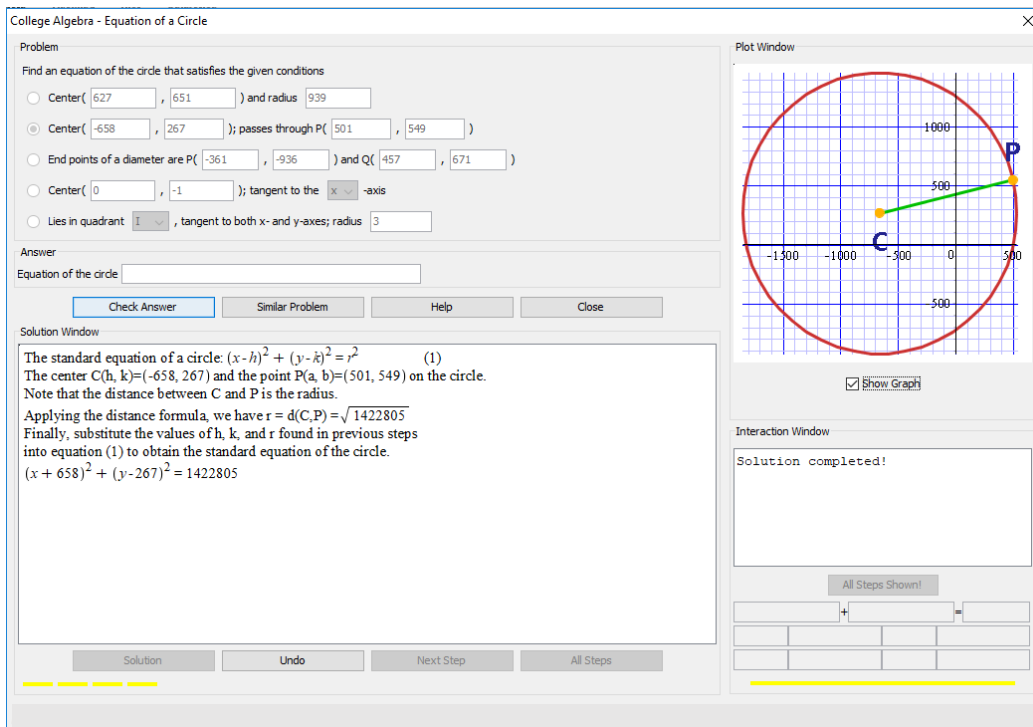 College Algebra - Equation of a Circle
Problem
Find an equation of the circle that satisfies the given conditions
Center( 627 , 651 ) and radius 939
Center( -658 , 267 ); passes through P( 501 , 549 )
End points of a diameter are P( -361 , -936 ) and Q( 457 , 671 )
Center( 0 , -1 ); tangent to the x -axis
Lies in quadrant I , tangent to both x- and y-axes; radius 3
Answer
Equation of the circle
Check Answer Similar Problem Help Close
Solution Window
The standard equation of a circle: (x-h)² + (y-k)² = r² (1)
The center C(h, k)=(-658, 267) and the point P(a, b)=(501, 549) on the circle.
Note that the distance between C and P is the radius.
Applying the distance formula, we have r = d(C,P) = √1422805
Finally, substitute the values of h, k, and r found in previous steps
into equation (1) to obtain the standard equation of the circle.
(x + 658)² + (y-267)² = 1422805
Solution Undo Next Step All Steps
Plot Window
1000
P
500
C
-1500 -1000 -500 0 500
500
Show Graph
Interaction Window
Solution completed!
All Steps Shown!
+ =